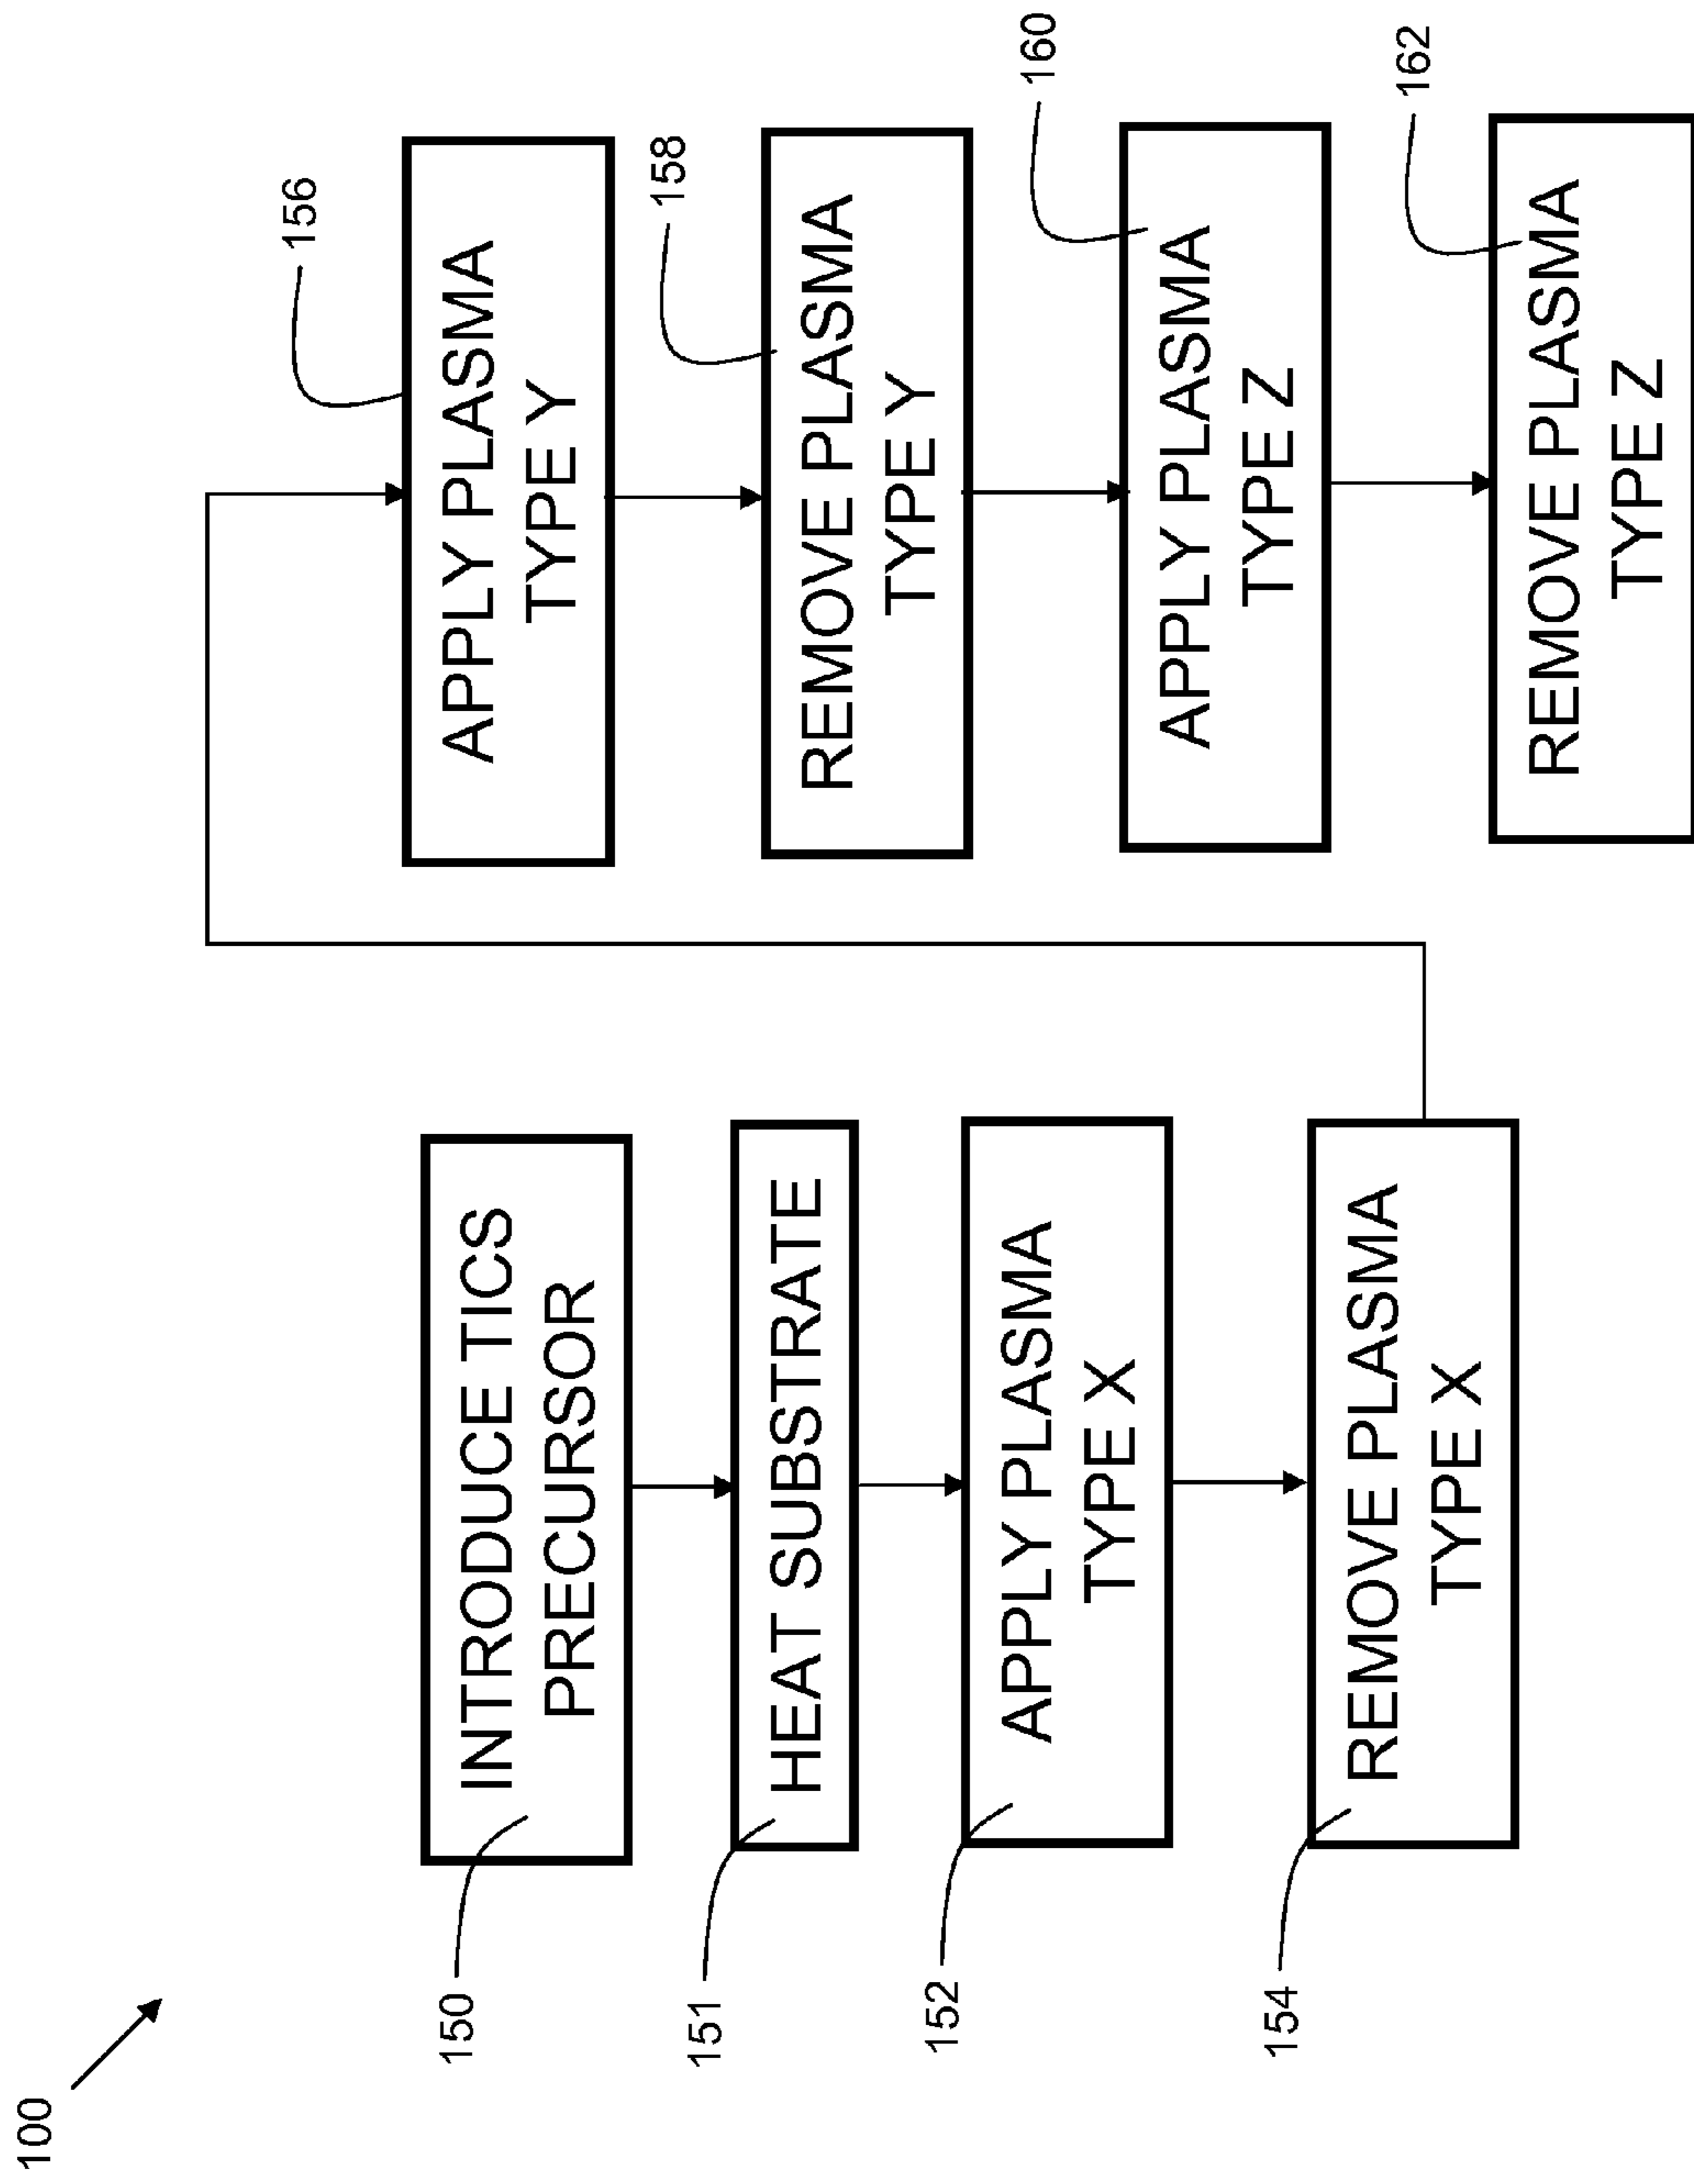 100
150
INTRODUCE TICS
PRECURSOR
151
HEAT SUBSTRATE
152
APPLY PLASMA
TYPE X
154
REMOVE PLASMA
TYPE X
156
APPLY PLASMA
TYPE Y
158
REMOVE PLASMA
TYPE Y
160
APPLY PLASMA
TYPE Z
162
REMOVE PLASMA
TYPE Z